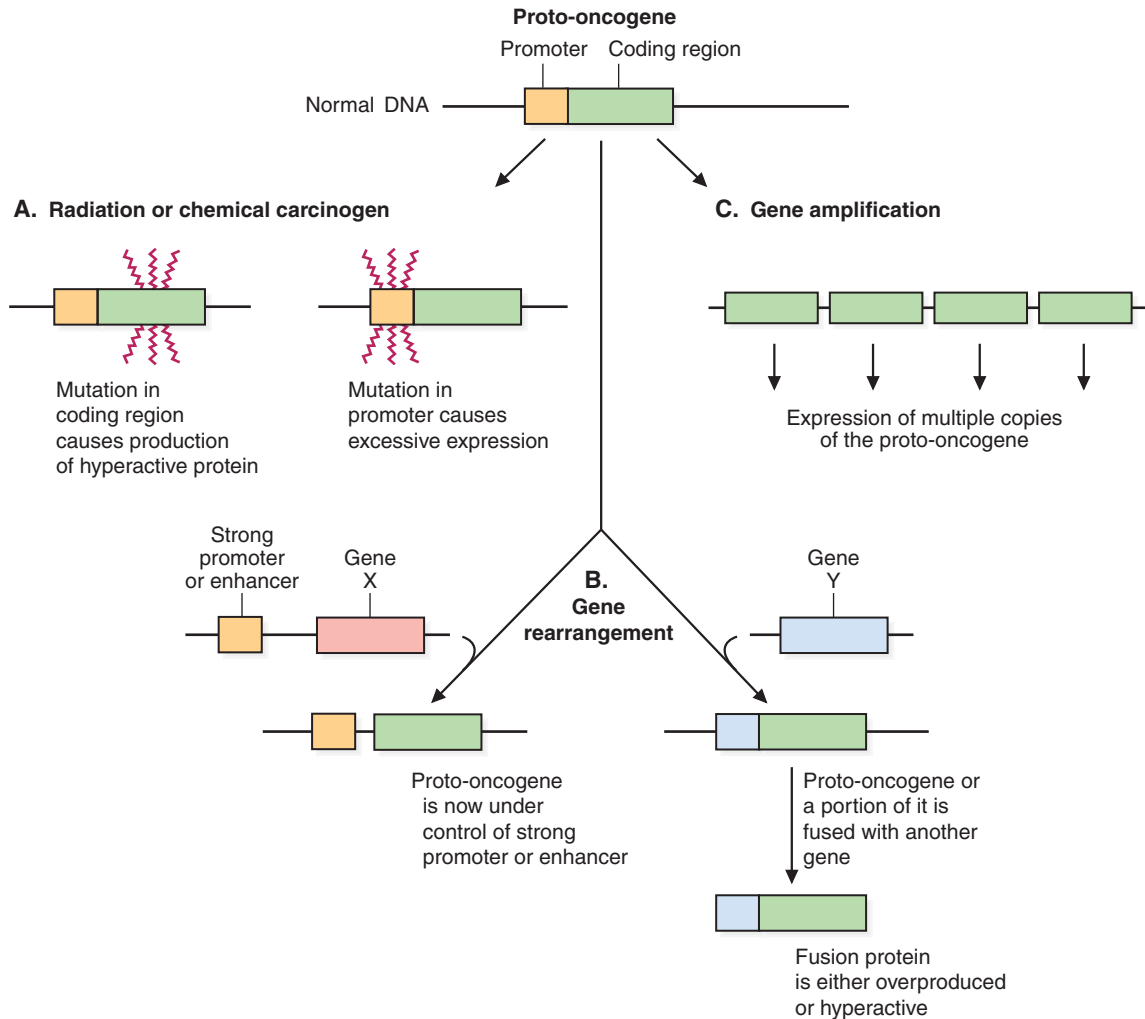 Proto-oncogene
Promoter
Coding region
Normal DNA
A. Radiation or chemical carcinogen
Mutation in
coding region
causes production
of hyperactive protein
Mutation in
promoter causes
excessive expression
C. Gene amplification
Expression of multiple copies
of the proto-oncogene
B.
Gene
rearrangement
Strong
promoter
or enhancer
Gene
X
Proto-oncogene
is now under
control of strong
promoter or enhancer
Gene
Y
Proto-oncogene or
a portion of it is
fused with another
gene
Fusion protein
is either overproduced
or hyperactive